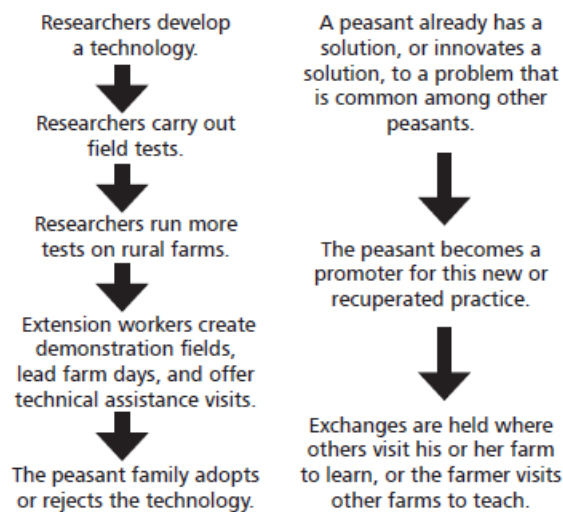 Researchers develop
a technology.
Researchers carry out
field tests.
Researchers run more
tests on rural farms.
Extension workers create
demonstration fields,
lead farm days, and offer
technical assistance visits.
The peasant family adopts
or rejects the technology.
A peasant already has a
solution, or innovates a
solution, to a problem that
is common among other
peasants.
The peasant becomes a
promoter for this new or
recuperated practice.
Exchanges are held where
others visit his or her farm
to learn, or the farmer visits
other farms to teach.